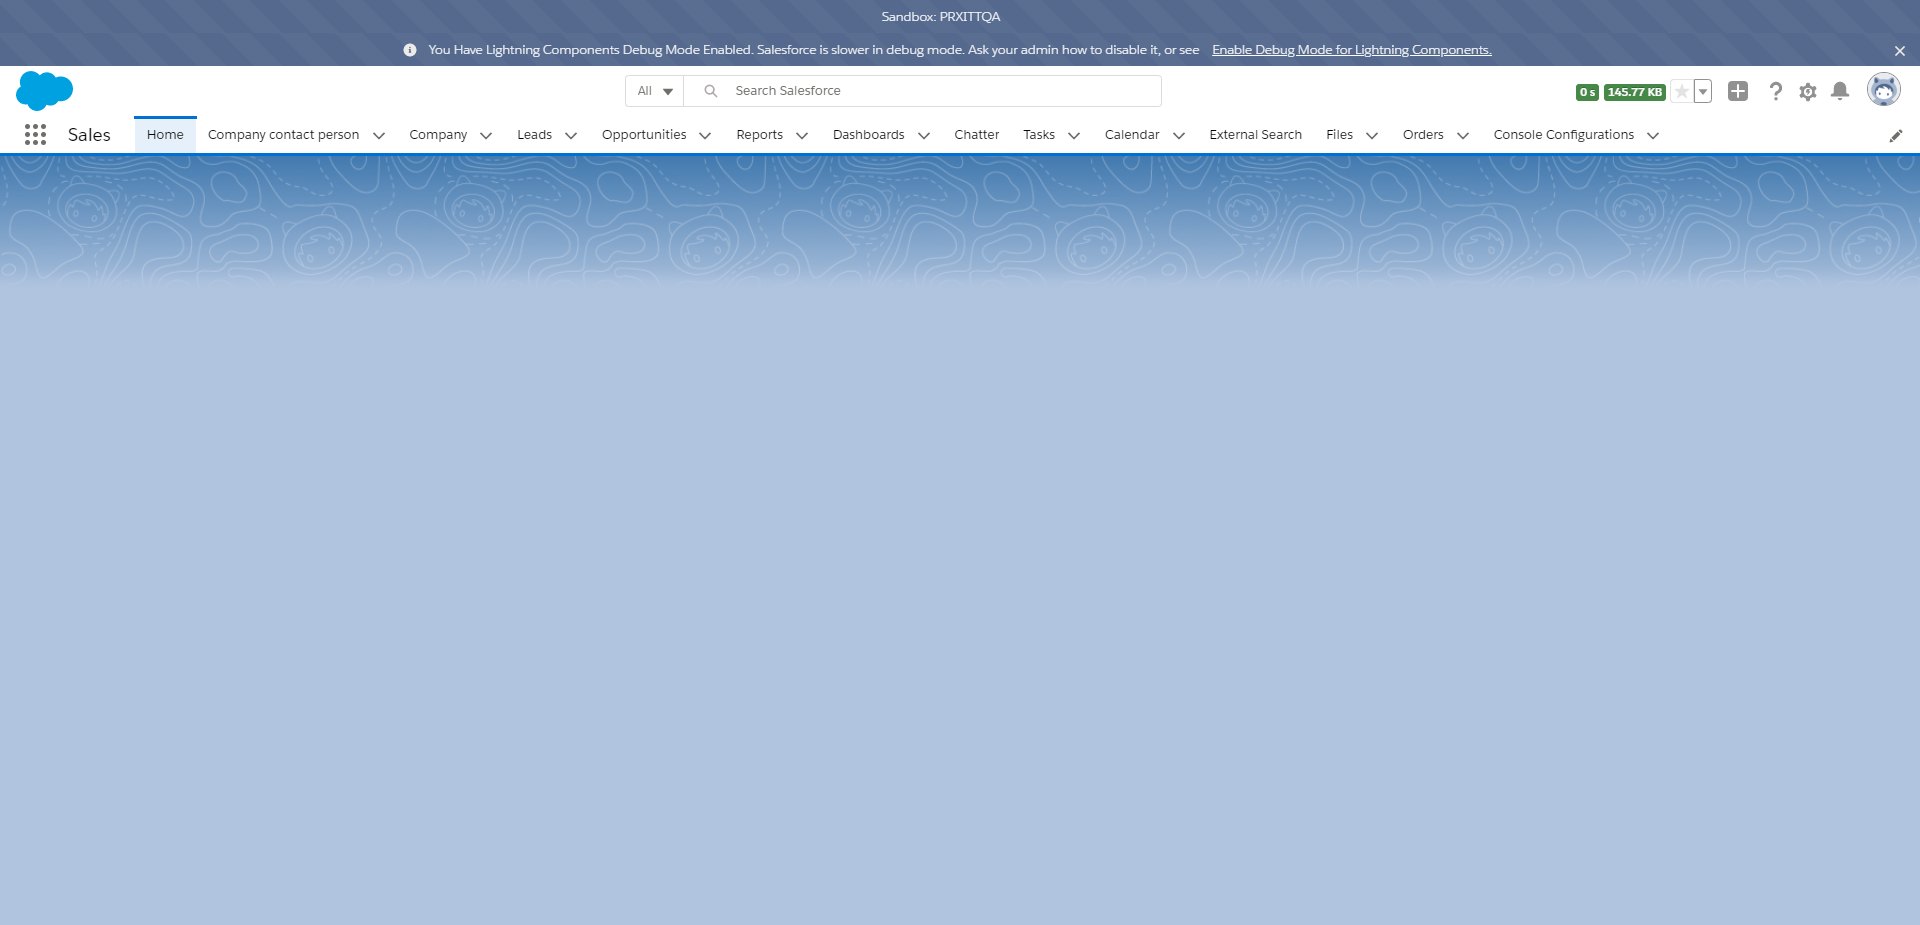 Sandbox: PRXITTQA
You Have Lightning Components Debug Mode Enabled. Salesforce is slower in debug mode. Ask your admin how to disable it, or see Enable Debug Mode for Lightning Components.
All Search Salesforce 0 s 145.77 KB
Sales Home Company contact person Company Leads Opportunities Reports Dashboards Chatter Tasks Calendar External Search Files Orders Console Configurations